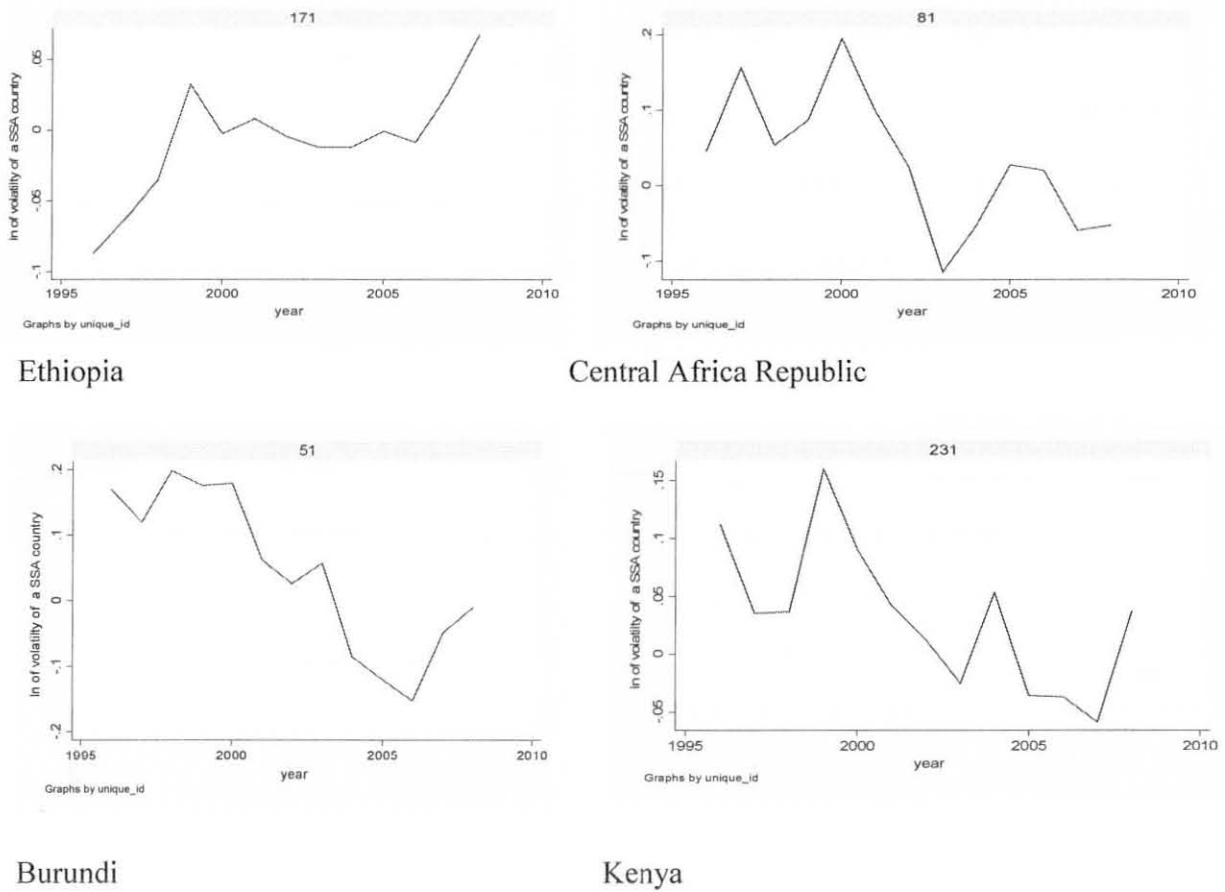 171
ln of volatility of a SSA country
.05
0
-.05
-.1
1995 2000 2005 2010
year
Graphs by unique_id
Ethiopia
81
ln of volatility of a SSA country
.2
.1
0
-.1
1995 2000 2005 2010
year
Graphs by unique_id
Central Africa Republic
51
ln of volatility of a SSA country
.2
.1
0
-.1
-.2
1995 2000 2005 2010
year
Graphs by unique_id
Burundi
231
ln of volatility of a SSA country
.15
.1
.05
0
-.05
1995 2000 2005 2010
year
Graphs by unique_id
Kenya